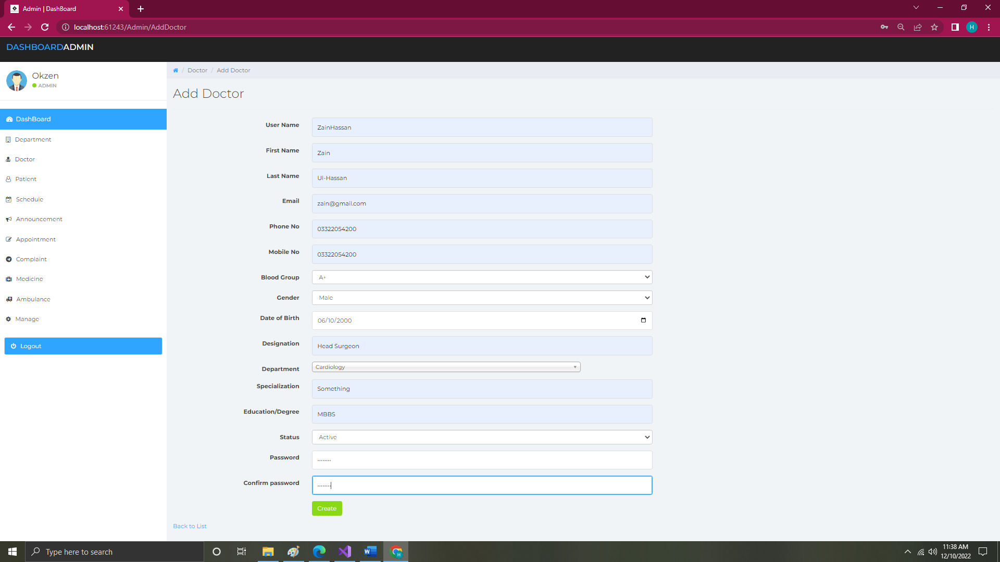 Admin | DashBoard
localhost:61243/Admin/AddDoctor
H
DASHBOARDADMIN
Okzen
ADMIN
/ Doctor / Add Doctor
Add Doctor
DashBoard
Department
Doctor
Patient
Schedule
Announcement
Appointment
Complaint
Medicine
Ambulance
Manage
Logout
User Name ZainHassan
First Name Zain
Last Name Ul-Hassan
Email zain@gmail.com
Phone No 03322054200
Mobile No 03322054200
Blood Group A+
Gender Male
Date of Birth 06/10/2000
Designation Head Surgeon
Department Cardiology
Specialization Something
Education/Degree MBBS
Status Active
Password ........
Confirm password ........
Create
Back to List
Type here to search
W
H
11:38 AM
12/10/2022